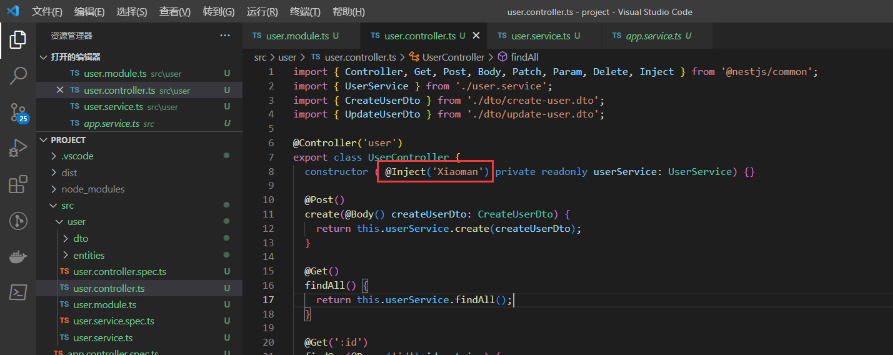 文件(F) 编辑(E) 选择(S) 查看(V) 转到(G) 运行(R) 终端(T) 帮助(H) user.controller.ts - project - Visual Studio Code
资源管理器 ···
打开的编辑器
TS user.module.ts src\user U
× TS user.controller.ts src\user U
TS user.service.ts src\user U
TS app.service.ts src U
PROJECT
.vscode
dist
node_modules
src
user
dto
entities
TS user.controller.spec.ts U
TS user.controller.ts U
TS user.module.ts U
TS user.service.spec.ts U
TS user.service.ts U
25
TS user.module.ts U TS user.controller.ts U × TS user.service.ts U TS app.service.ts U
src > user > TS user.controller.ts > UserController > findAll
1 import { Controller, Get, Post, Body, Patch, Param, Delete, Inject } from '@nestjs/common';
2 import { UserService } from './user.service';
3 import { CreateUserDto } from './dto/create-user.dto';
4 import { UpdateUserDto } from './dto/update-user.dto';
5
6 @Controller('user')
7 export class UserController {
8 constructor ( @Inject('Xiaoman') private readonly userService: UserService) {}
9
10 @Post()
11 create(@Body() createUserDto: CreateUserDto) {
12 return this.userService.create(createUserDto);
13 }
14
15 @Get()
16 findAll() {
17 return this.userService.findAll();
18 }
19
20 @Get(':id')